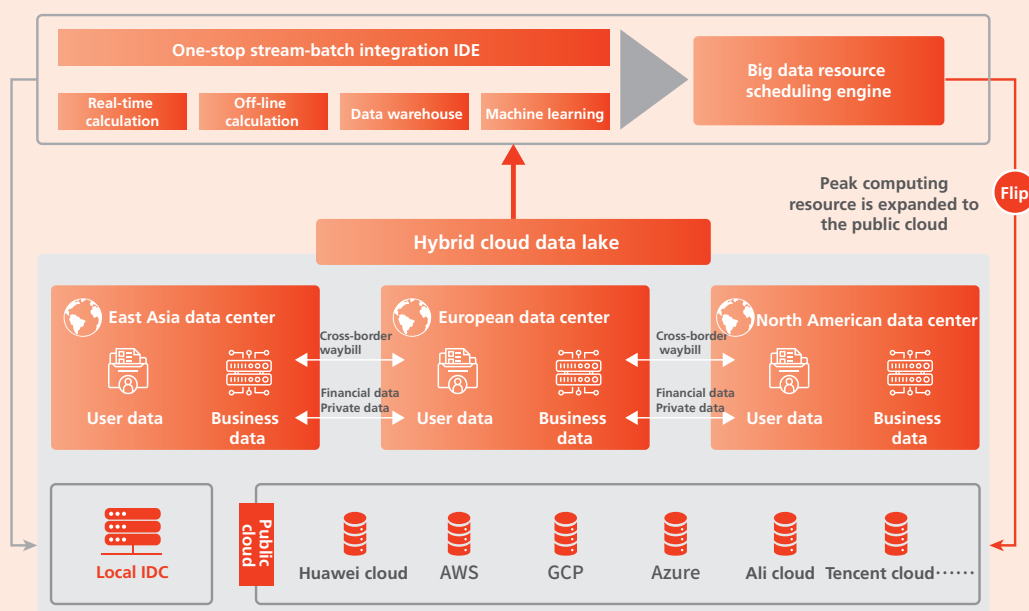 One-stop stream-batch integration IDE
Real-time
calculation
Off-line
calculation
Data warehouse
Machine learning
Big data resource
scheduling engine
Peak computing
resource is expanded to
the public cloud
Flip
Hybrid cloud data lake
East Asia data center
User data
Business
data
Cross-border
waybill
Financial data
Private data
European data center
User data
Business
data
Cross-border
waybill
Financial data
Private data
North American data center
User data
Business
data
Local IDC
Public
cloud
Huawei cloud
AWS
GCP
Azure
Ali cloud
Tencent cloud······